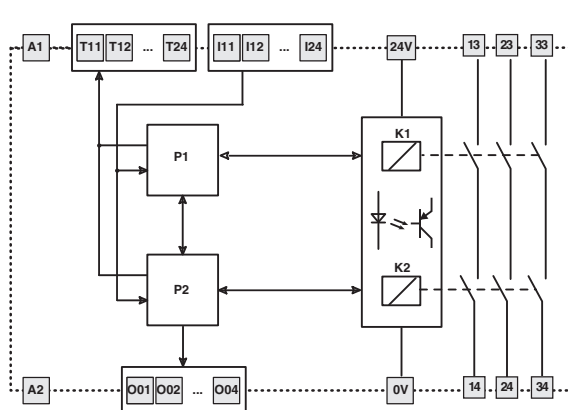 A1 T11 T12 ... T24 I11 I12 ... I24 24V 13 23 33
K1
P1
K2
P2
A2 O01 O02 ... O04 0V 14 24 34